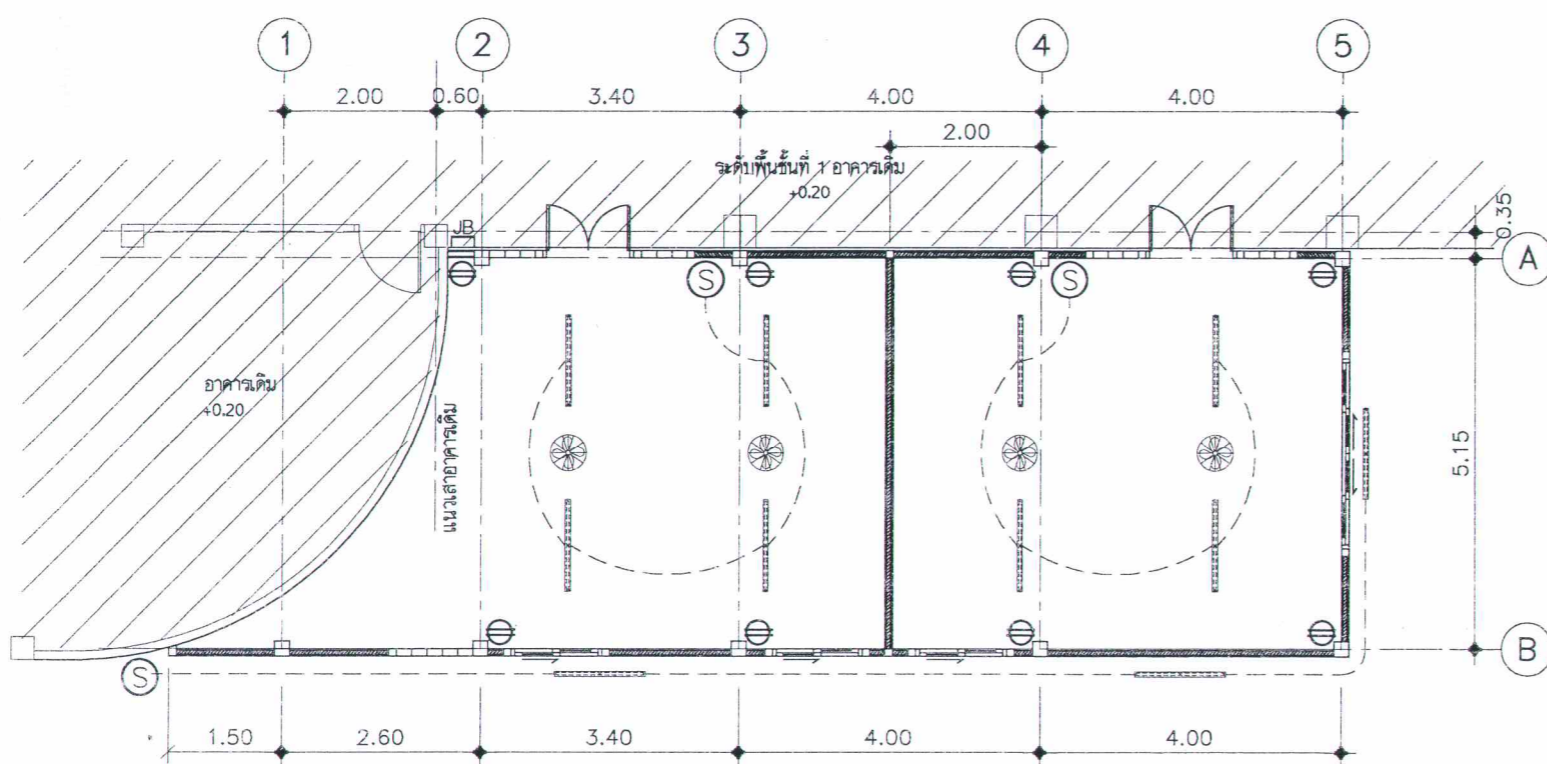 1 2 3 4 5
2.00 0.60 3.40 4.00 4.00
2.00
ระดับพื้นชั้นที่ 1 อาคารเดิม
+0.20
0.35
JB
A
S S
อาคารเดิม
+0.20
แนวเสาอาคารเดิม
5.15
B
S
1.50 2.60 3.40 4.00 4.00